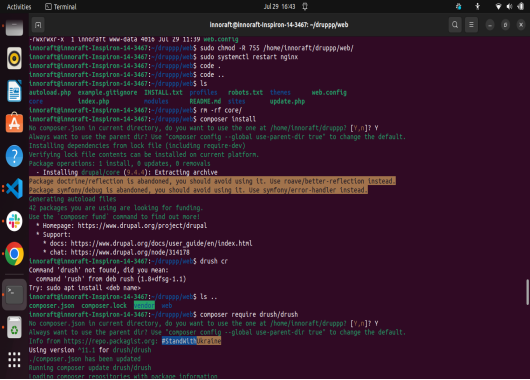 Activities Terminal Jul 29 16:43
innoraft@innoraft-Inspiron-14-3467: ~/druppp/web
-rwxrwxr-x 1 innoraft www-data 4016 Jul 29 11:39 web.config
innoraft@innoraft-Inspiron-14-3467:~/druppp/web$ sudo chmod -R 755 /home/innoraft/druppp/web/
innoraft@innoraft-Inspiron-14-3467:~/druppp/web$ sudo systemctl restart nginx
innoraft@innoraft-Inspiron-14-3467:~/druppp/web$ code .
innoraft@innoraft-Inspiron-14-3467:~/druppp/web$ code ..
innoraft@innoraft-Inspiron-14-3467:~/druppp/web$ ls
autoload.php example.gitignore INSTALL.txt profiles robots.txt themes web.config
core index.php modules README.md sites update.php
innoraft@innoraft-Inspiron-14-3467:~/druppp/web$ rm -rf core/
innoraft@innoraft-Inspiron-14-3467:~/druppp/web$ composer install
No composer.json in current directory, do you want to use the one at /home/innoraft/druppp? [Y,n]? Y
Always want to use the parent dir? Use "composer config --global use-parent-dir true" to change the default.
Installing dependencies from lock file (including require-dev)
Verifying lock file contents can be installed on current platform.
Package operations: 1 install, 0 updates, 0 removals
- Installing drupal/core (9.4.4): Extracting archive
Package doctrine/reflection is abandoned, you should avoid using it. Use roave/better-reflection instead.
Package symfony/debug is abandoned, you should avoid using it. Use symfony/error-handler instead.
Generating autoload files
42 packages you are using are looking for funding.
Use the `composer fund` command to find out more!
* Homepage: https://www.drupal.org/project/drupal
* Support:
* docs: https://www.drupal.org/docs/user_guide/en/index.html
* chat: https://www.drupal.org/node/314178
innoraft@innoraft-Inspiron-14-3467:~/druppp/web$ drush cr
Command 'drush' not found, did you mean:
command 'rush' from deb rush (1.8+dfsg-1.1)
Try: sudo apt install <deb name>
innoraft@innoraft-Inspiron-14-3467:~/druppp/web$ ls ..
composer.json composer.lock vendor web
innoraft@innoraft-Inspiron-14-3467:~/druppp/web$ composer require drush/drush
No composer.json in current directory, do you want to use the one at /home/innoraft/druppp? [Y,n]? Y
Always want to use the parent dir? Use "composer config --global use-parent-dir true" to change the default.
Info from https://repo.packagist.org: #StandWithUkraine
Using version ^11.1 for drush/drush
./composer.json has been updated
Running composer update drush/drush
Loading composer repositories with package information